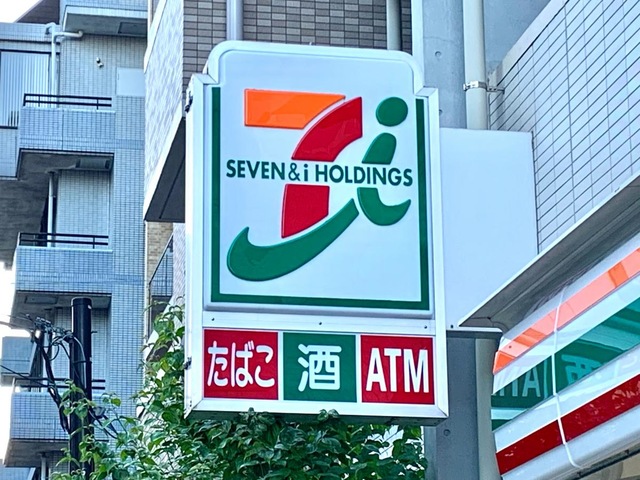 SEVEN&i HOLDINGS
たばこ 酒 ATM